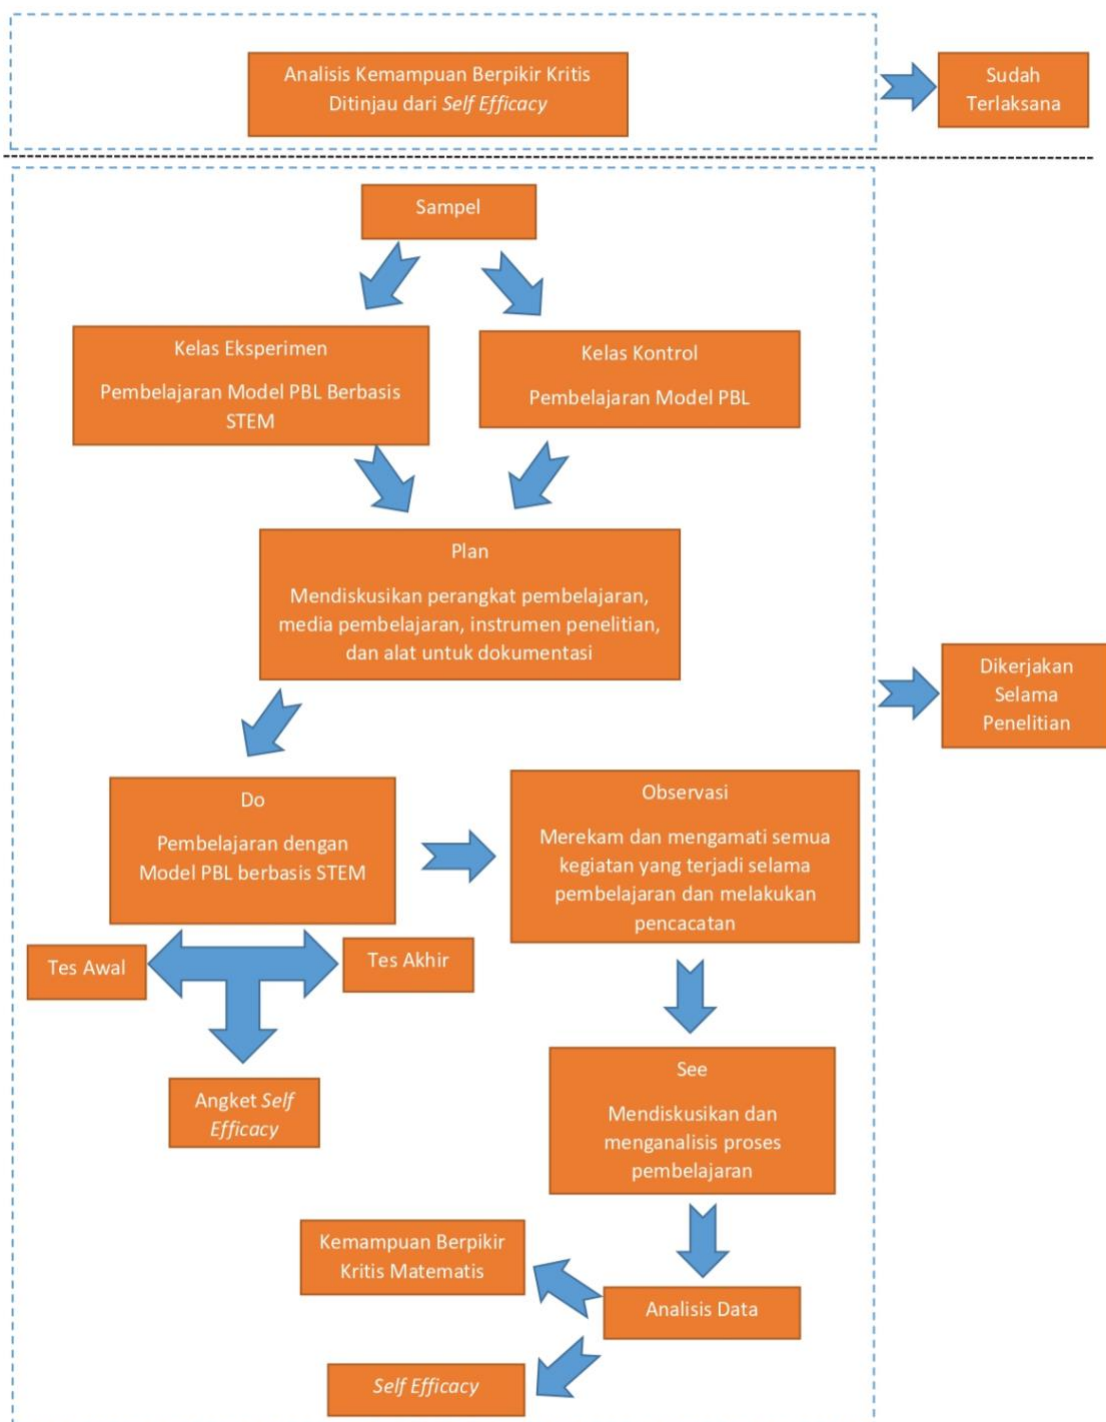 Analisis Kemampuan Berpikir Kritis
Ditinjau dari Self Efficacy
Sudah
Terlaksana
Sampel
Kelas Eksperimen
Pembelajaran Model PBL Berbasis
STEM
Kelas Kontrol
Pembelajaran Model PBL
Plan
Mendiskusikan perangkat pembelajaran,
media pembelajaran, instrumen penelitian,
dan alat untuk dokumentasi
Dikerjakan
Selama
Penelitian
Do
Pembelajaran dengan
Model PBL berbasis STEM
Observasi
Merekam dan mengamati semua
kegiatan yang terjadi selama
pembelajaran dan melakukan
pencacatan
Tes Awal
Tes Akhir
Angket Self
Efficacy
See
Mendiskusikan dan
menganalisis proses
pembelajaran
Kemampuan Berpikir
Kritis Matematis
Analisis Data
Self Efficacy